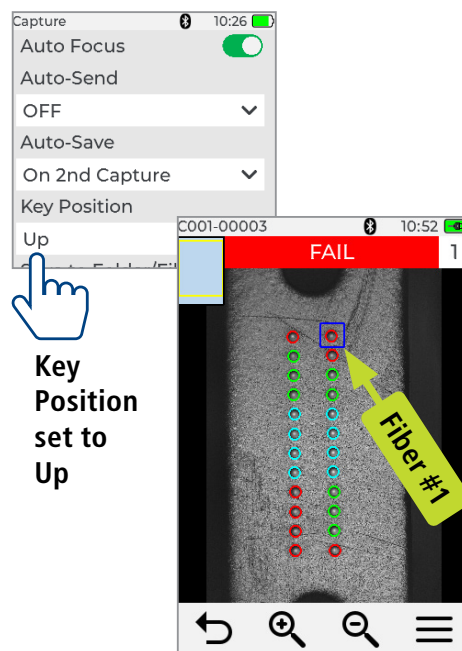 Capture 10:26
Auto Focus
Auto-Send
OFF
Auto-Save
On 2nd Capture
Key Position
Up
C001-00003 10:52
FAIL 1
Fiber #1
Key
Position
set to
Up